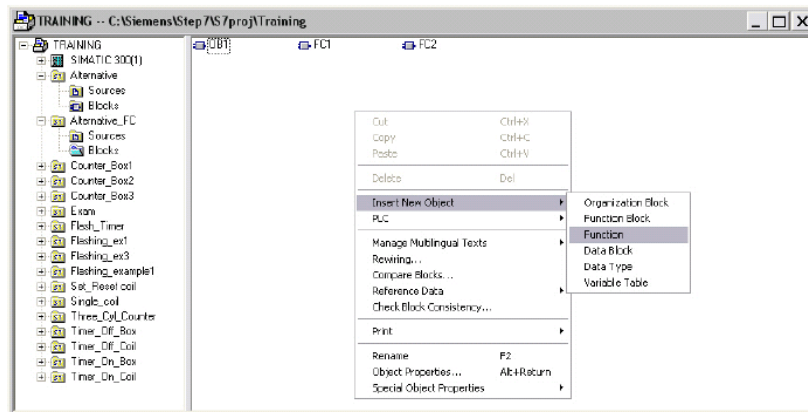 TRAINING -- C:\Siemens\Step7\S7proj\Training
TRAINING
SIMATIC 300(1)
Alternative
Sources
Blocks
Alternative_FC
Sources
Blocks
Counter_Box1
Counter_Box2
Counter_Box3
Exam
Flesh_Timer
Flashing_ex1
Flashing_ex3
Flashing_example1
Set_Reset coil
Single_coil
Three_Cyl_Counter
Timer_Off_Box
Timer_Off_Coil
Timer_On_Box
Timer_On_Coil
OB1 FC1 FC2
Cut Ctrl+X
Copy Ctrl+C
Paste Ctrl+V
Delete Del
Insert New Object
PLC
Manage Multilingual Texts
Rewiring...
Compare Blocks...
Reference Data
Check Block Consistency...
Print
Rename F2
Object Properties... Alt+Return
Special Object Properties
Organization Block
Function Block
Function
Data Block
Data Type
Variable Table